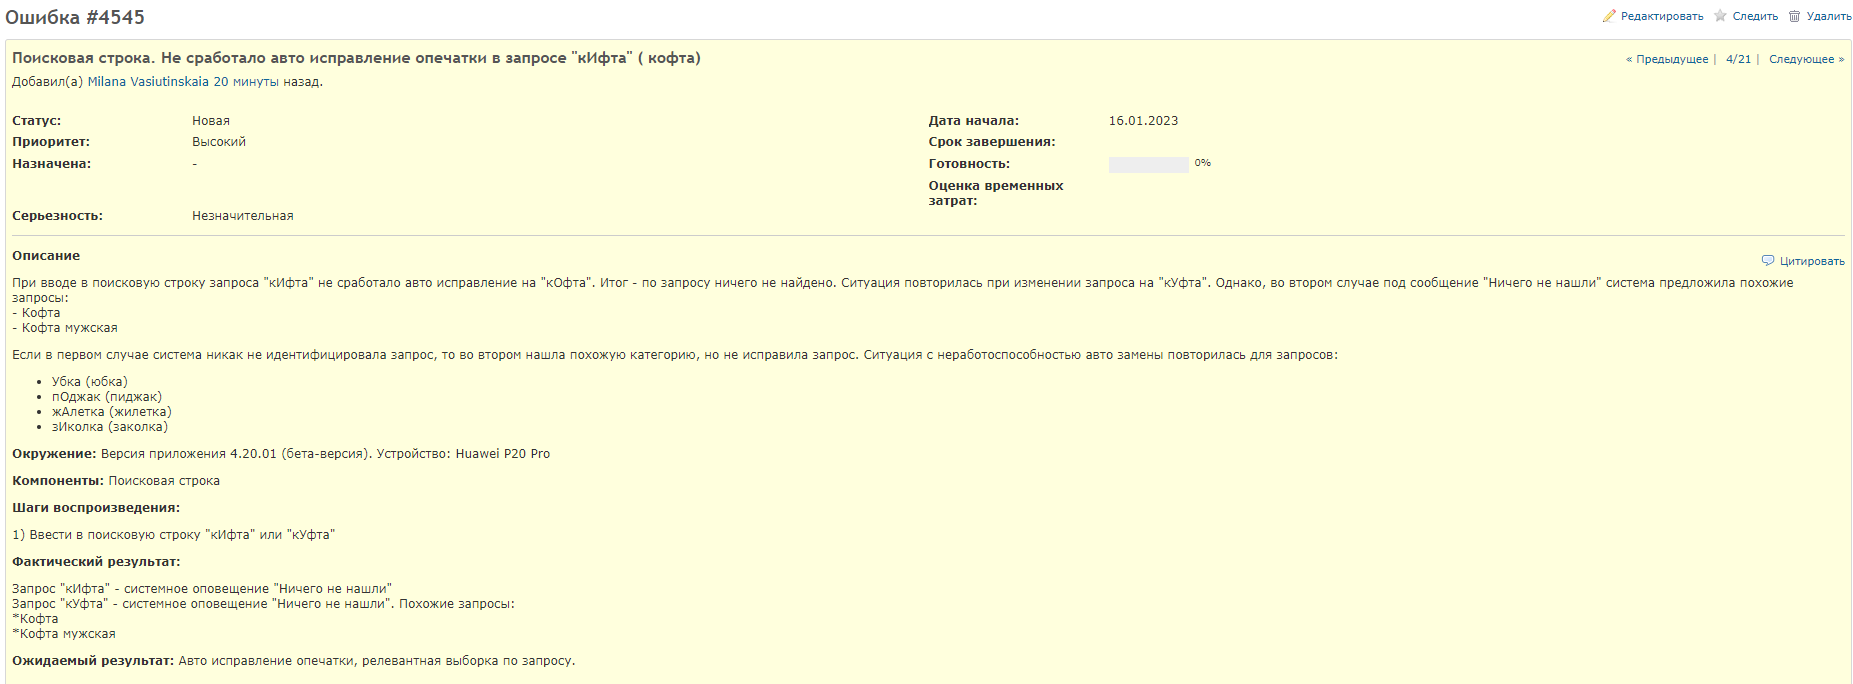 Ошибка #4545
Редактировать Следить Удалить
Поисковая строка. Не сработало авто исправление опечатки в запросе "кИфта" ( кофта)
« Предыдущее | 4/21 | Следующее »
Добавил(а) Milana Vasiutinskaia 20 минуты назад.
Статус: Новая
Дата начала: 16.01.2023
Приоритет: Высокий
Срок завершения:
Назначена: -
Готовность: 0%
Оценка временных
затрат:
Серьезность: Незначительная
Описание
Цитировать
При вводе в поисковую строку запроса "кИфта" не сработало авто исправление на "кОфта". Итог - по запросу ничего не найдено. Ситуация повторилась при изменении запроса на "кУфта". Однако, во втором случае под сообщение "Ничего не нашли" система предложила похожие
запросы:
- Кофта
- Кофта мужская
Если в первом случае система никак не идентифицировала запрос, то во втором нашла похожую категорию, но не исправила запрос. Ситуация с неработоспособностью авто замены повторилась для запросов:
• Убка (юбка)
• пОджак (пиджак)
• жАлетка (жилетка)
• зИколка (заколка)
Окружение: Версия приложения 4.20.01 (бета-версия). Устройство: Huawei P20 Pro
Компоненты: Поисковая строка
Шаги воспроизведения:
1) Ввести в поисковую строку "кИфта" или "кУфта"
Фактический результат:
Запрос "кИфта" - системное оповещение "Ничего не нашли"
Запрос "кУфта" - системное оповещение "Ничего не нашли". Похожие запросы:
*Кофта
*Кофта мужская
Ожидаемый результат: Авто исправление опечатки, релевантная выборка по запросу.